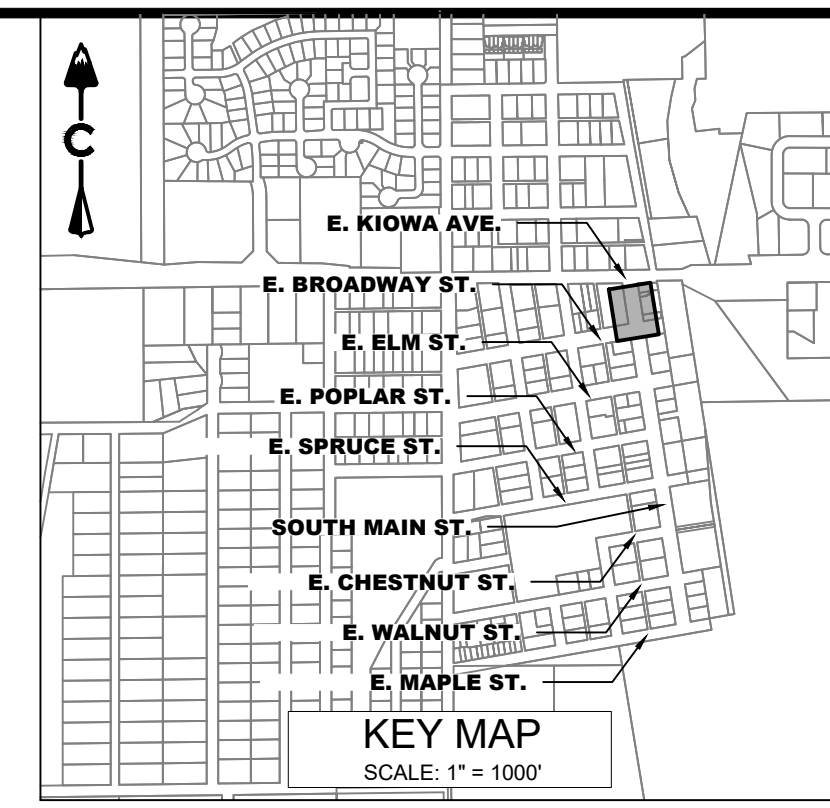 C
E. KIOWA AVE.
E. BROADWAY ST.
E. ELM ST.
E. POPLAR ST.
E. SPRUCE ST.
SOUTH MAIN ST.
E. CHESTNUT ST.
E. WALNUT ST.
E. MAPLE ST.
KEY MAP
SCALE: 1" = 1000'